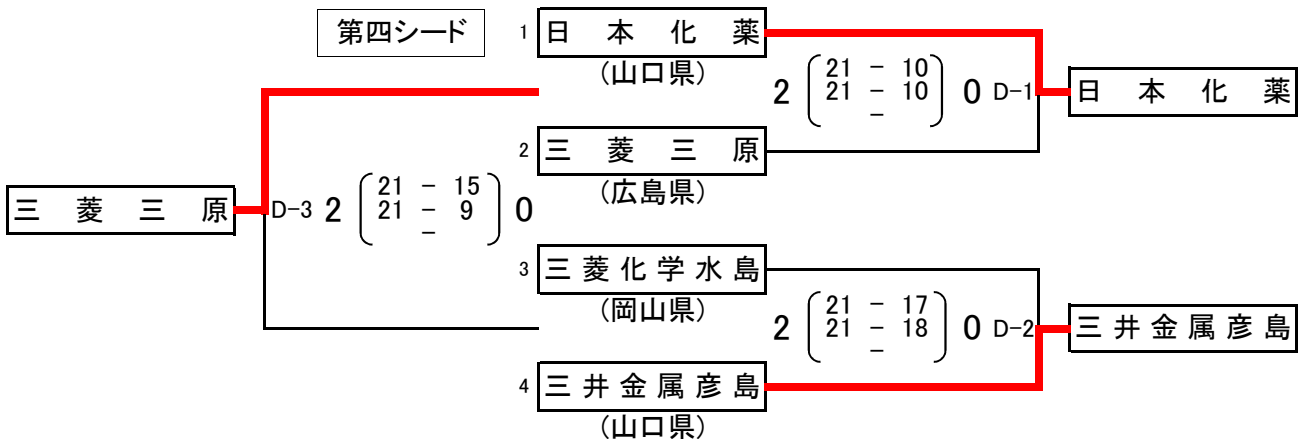 第四シード
1 日本化薬
(山口県)
2 (21 - 10
21 - 10
-) 0 D-1
日本化薬
2 三菱三原
(広島県)
三菱三原
D-3 2 (21 - 15
21 - 9
-) 0
3 三菱化学水島
(岡山県)
2 (21 - 17
21 - 18
-) 0 D-2
三井金属彦島
4 三井金属彦島
(山口県)